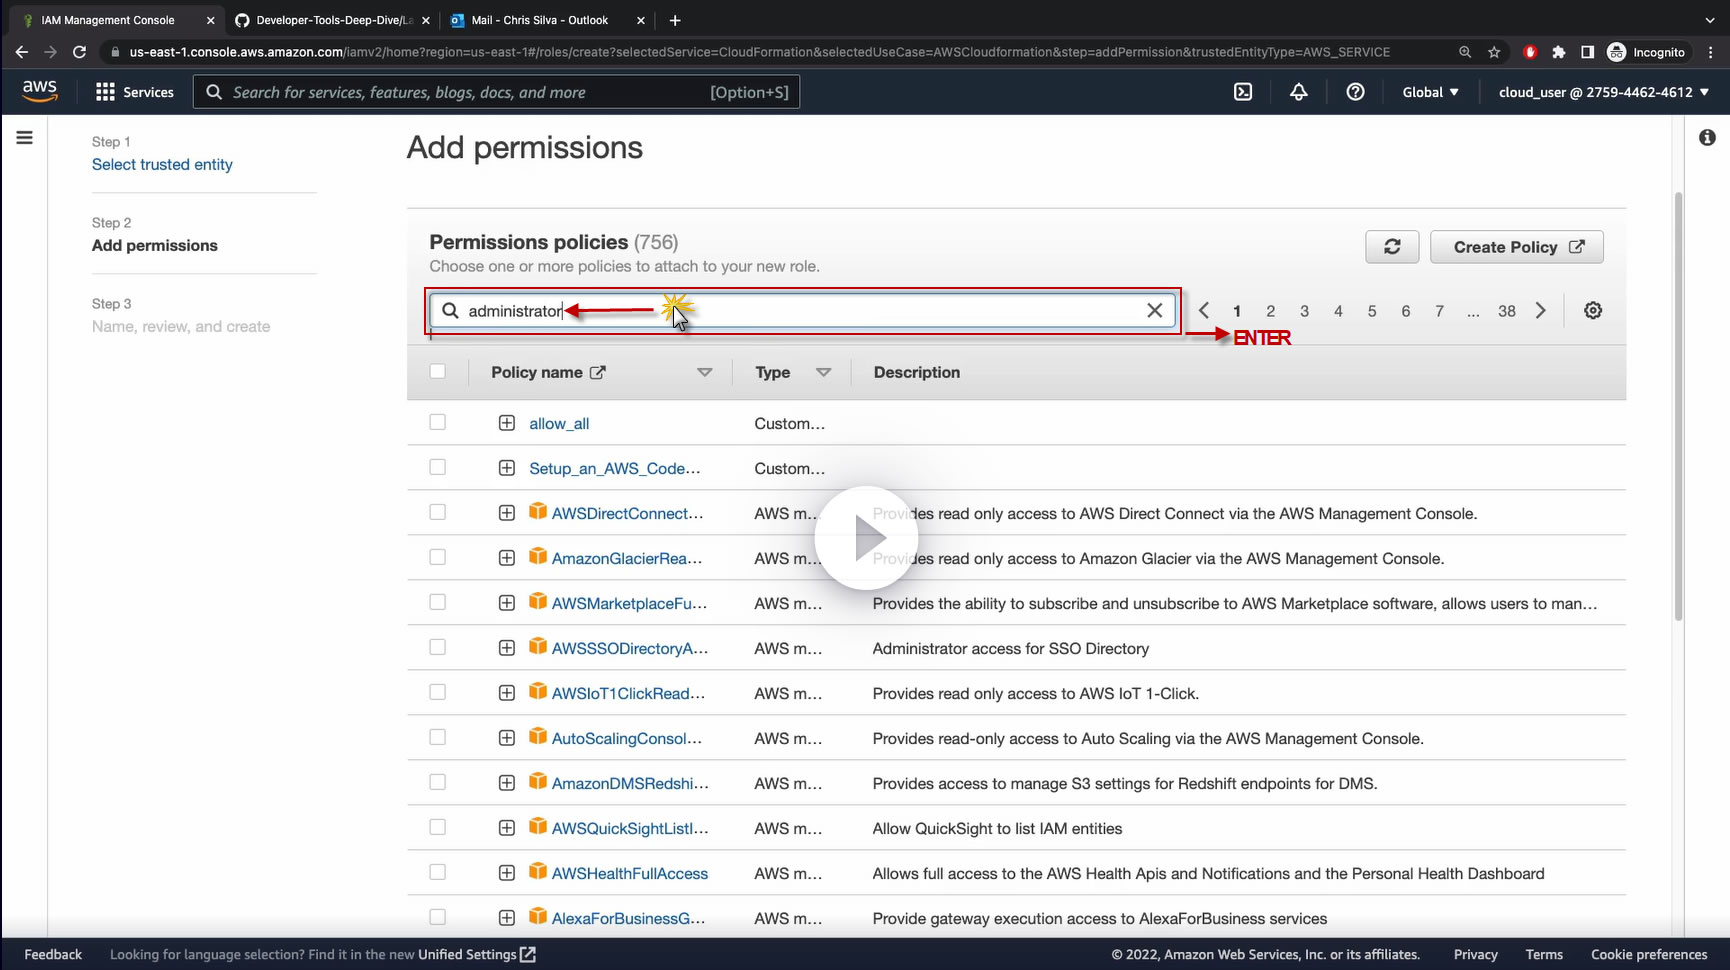 IAM Management Console
Developer-Tools-Deep-Dive/La
Mail - Chris Silva - Outlook
us-east-1.console.aws.amazon.com/iamv2/home?region=us-east-1#/roles/create?selectedService=CloudFormation&selectedUseCase=AWSCloudformation&step=addPermission&trustedEntityType=AWS_SERVICE
Incognito
aws
Services
Search for services, features, blogs, docs, and more
[Option+S]
Global
cloud_user @ 2759-4462-4612
Step 1
Select trusted entity
Step 2
Add permissions
Step 3
Name, review, and create
Add permissions
Permissions policies (756)
Choose one or more policies to attach to your new role.
Create Policy
administrator
1 2 3 4 5 6 7 ... 38
ENTER
Policy name Type Description
allow_all Custom...
Setup_an_AWS_Code... Custom...
AWSDirectConnect... AWS m... Provides read only access to AWS Direct Connect via the AWS Management Console.
AmazonGlacierRea... AWS m... Provides read only access to Amazon Glacier via the AWS Management Console.
AWSMarketplaceFu... AWS m... Provides the ability to subscribe and unsubscribe to AWS Marketplace software, allows users to man...
AWSSSODirectoryA... AWS m... Administrator access for SSO Directory
AWSIoT1ClickRead... AWS m... Provides read only access to AWS IoT 1-Click.
AutoScalingConsol... AWS m... Provides read-only access to Auto Scaling via the AWS Management Console.
AmazonDMSRedshi... AWS m... Provides access to manage S3 settings for Redshift endpoints for DMS.
AWSQuickSightListI... AWS m... Allow QuickSight to list IAM entities
AWSHealthFullAccess AWS m... Allows full access to the AWS Health Apis and Notifications and the Personal Health Dashboard
AlexaForBusinessG... AWS m... Provide gateway execution access to AlexaForBusiness services
Feedback
Looking for language selection? Find it in the new Unified Settings
© 2022, Amazon Web Services, Inc. or its affiliates.
Privacy
Terms
Cookie preferences